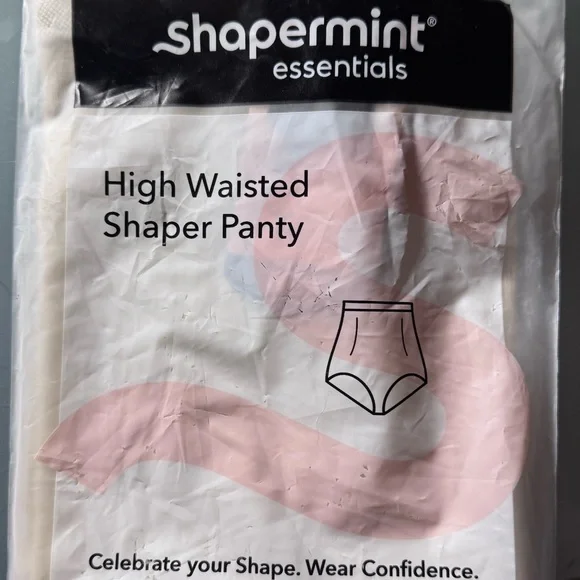 shapermint®
essentials
High Waisted
Shaper Panty
Celebrate your Shape. Wear Confidence.